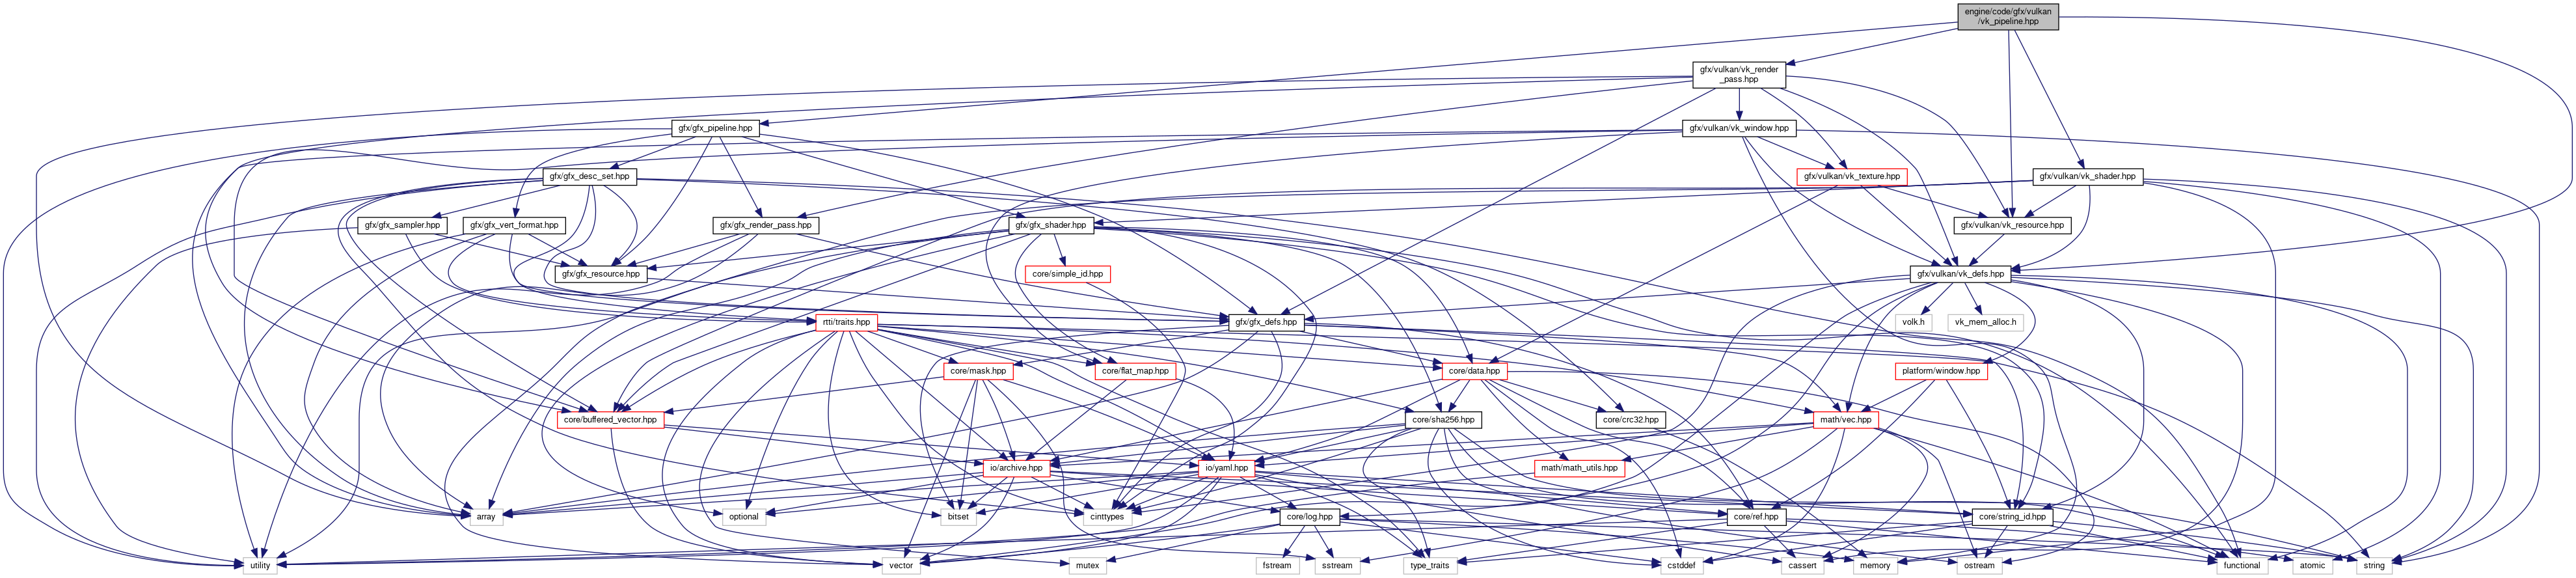 engine/code/gfx/vulkan
/vk_pipeline.hpp
gfx/vulkan/vk_render
_pass.hpp
gfx/gfx_pipeline.hpp
gfx/vulkan/vk_window.hpp
gfx/gfx_desc_set.hpp
gfx/vulkan/vk_texture.hpp
gfx/vulkan/vk_shader.hpp
gfx/gfx_sampler.hpp
gfx/gfx_vert_format.hpp
gfx/gfx_render_pass.hpp
gfx/gfx_shader.hpp
gfx/vulkan/vk_resource.hpp
gfx/gfx_resource.hpp
core/simple_id.hpp
gfx/vulkan/vk_defs.hpp
rtti/traits.hpp
gfx/gfx_defs.hpp
volk.h
vk_mem_alloc.h
core/mask.hpp
core/flat_map.hpp
core/data.hpp
platform/window.hpp
core/buffered_vector.hpp
core/sha256.hpp
core/crc32.hpp
math/vec.hpp
io/archive.hpp
io/yaml.hpp
math/math_utils.hpp
array
optional
bitset
cinttypes
core/log.hpp
core/ref.hpp
core/string_id.hpp
utility
vector
mutex
fstream
sstream
type_traits
cstddef
cassert
memory
ostream
functional
atomic
string